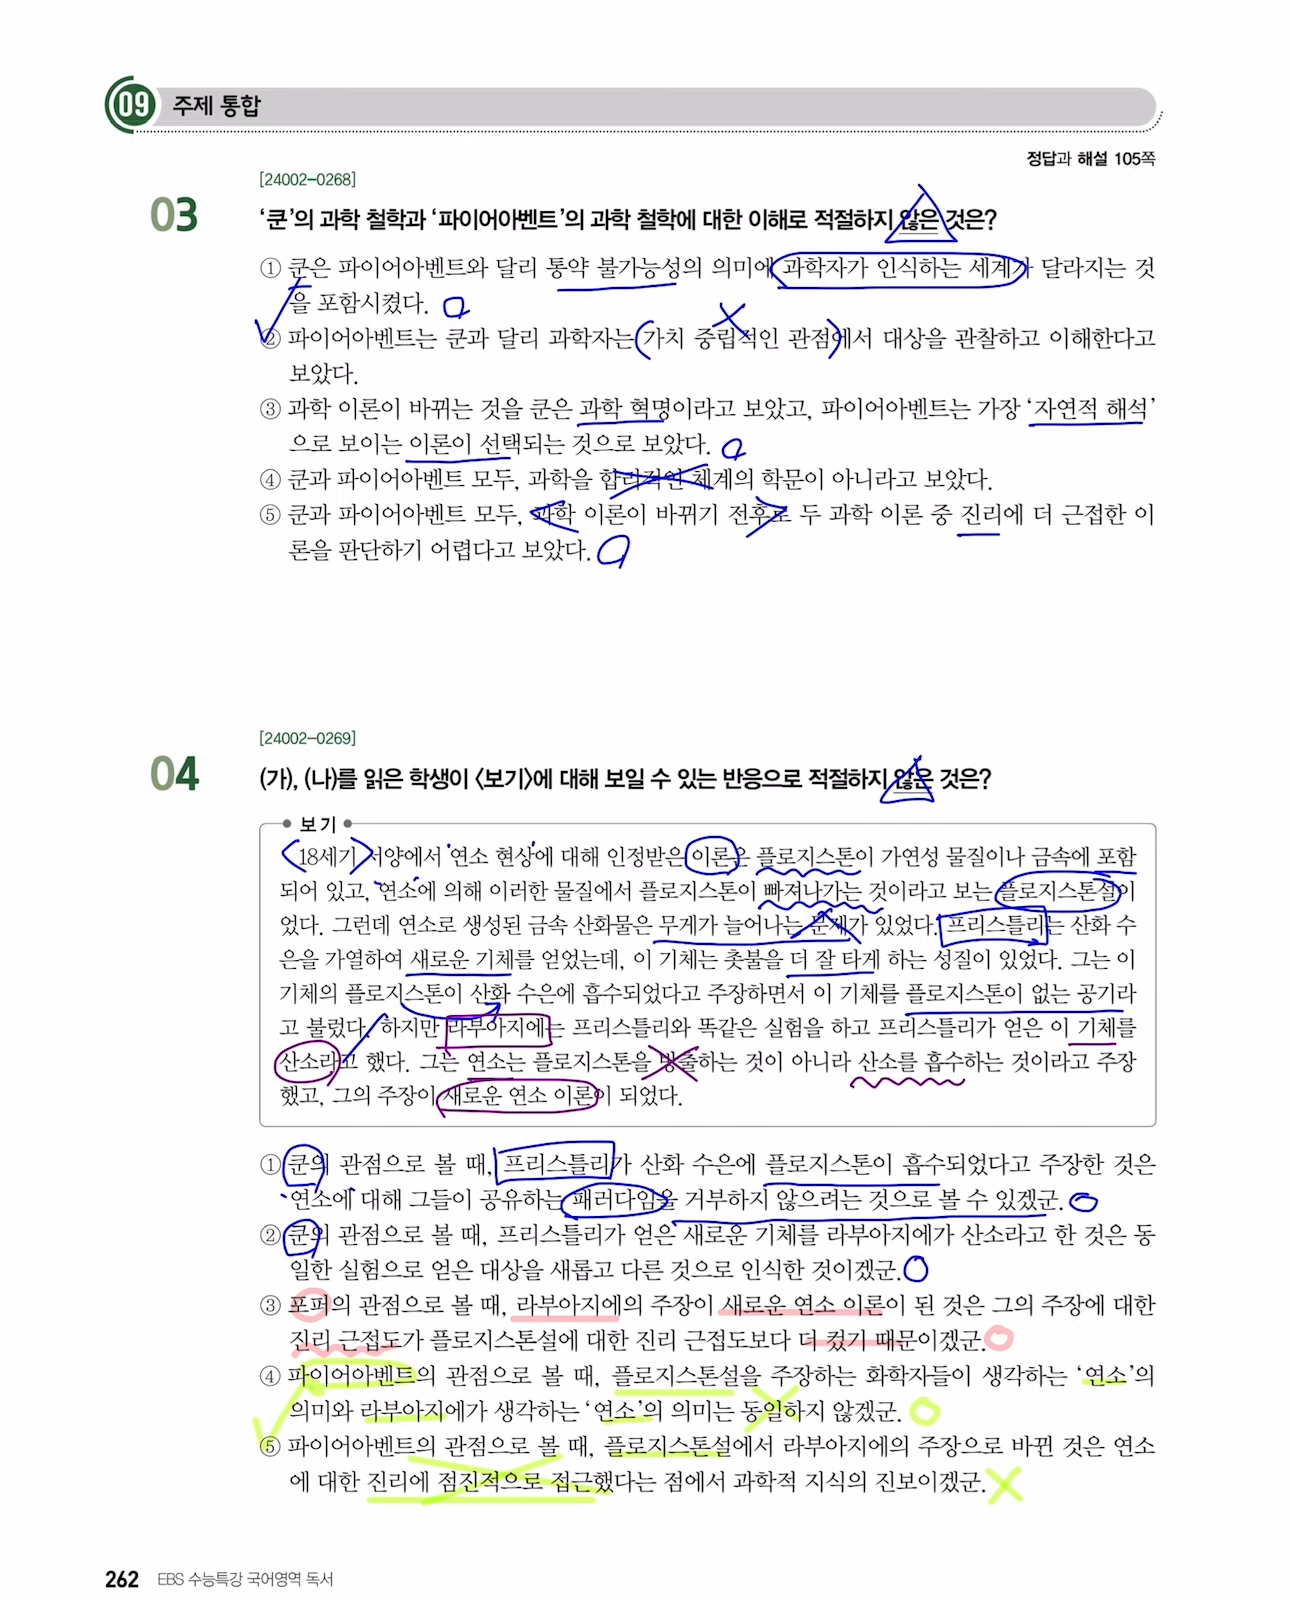 09 주제 통합
정답과 해설 105쪽
[24002-0268]
03 ‘쿤’의 과학 철학과 ‘파이어아벤트’의 과학 철학에 대한 이해로 적절하지 않은 것은?
① 쿤은 파이어아벤트와 달리 통약 불가능성의 의미에 과학자가 인식하는 세계가 달라지는 것
을 포함시켰다.
② 파이어아벤트는 쿤과 달리 과학자는 가치 중립적인 관점에서 대상을 관찰하고 이해한다고
보았다.
③ 과학 이론이 바뀌는 것을 쿤은 과학 혁명이라고 보았고, 파이어아벤트는 가장 ‘자연적 해석’
으로 보이는 이론이 선택되는 것으로 보았다.
④ 쿤과 파이어아벤트 모두, 과학을 합리적인 체계의 학문이 아니라고 보았다.
⑤ 쿤과 파이어아벤트 모두, 과학 이론이 바뀌기 전후로 두 과학 이론 중 진리에 더 근접한 이
론을 판단하기 어렵다고 보았다.
[24002-0269]
04 (가), (나)를 읽은 학생이 <보기>에 대해 보일 수 있는 반응으로 적절하지 않은 것은?
보기
18세기 서양에서 연소 현상에 대해 인정받은 이론은 플로지스톤이 가연성 물질이나 금속에 포함
되어 있고, 연소에 의해 이러한 물질에서 플로지스톤이 빠져나가는 것이라고 보는 플로지스톤설이
었다. 그런데 연소로 생성된 금속 산화물은 무게가 늘어나는 문제가 있었다. 프리스틀리는 산화 수
은을 가열하여 새로운 기체를 얻었는데, 이 기체는 촛불을 더 잘 타게 하는 성질이 있었다. 그는 이
기체의 플로지스톤이 산화 수은에 흡수되었다고 주장하면서 이 기체를 플로지스톤이 없는 공기라
고 불렀다. 하지만 라부아지에는 프리스틀리와 똑같은 실험을 하고 프리스틀리가 얻은 이 기체를
산소라고 했다. 그는 연소는 플로지스톤을 방출하는 것이 아니라 산소를 흡수하는 것이라고 주장
했고, 그의 주장이 새로운 연소 이론이 되었다.
① 쿤의 관점으로 볼 때, 프리스틀리가 산화 수은에 플로지스톤이 흡수되었다고 주장한 것은
연소에 대해 그들이 공유하는 패러다임을 거부하지 않으려는 것으로 볼 수 있겠군.
② 쿤의 관점으로 볼 때, 프리스틀리가 얻은 새로운 기체를 라부아지에가 산소라고 한 것은 동
일한 실험으로 얻은 대상을 새롭고 다른 것으로 인식한 것이겠군.
③ 포퍼의 관점으로 볼 때, 라부아지에의 주장이 새로운 연소 이론이 된 것은 그의 주장에 대한
진리 근접도가 플로지스톤설에 대한 진리 근접도보다 더 컸기 때문이겠군.
④ 파이어아벤트의 관점으로 볼 때, 플로지스톤설을 주장하는 화학자들이 생각하는 ‘연소’의
의미와 라부아지에가 생각하는 ‘연소’의 의미는 동일하지 않겠군.
⑤ 파이어아벤트의 관점으로 볼 때, 플로지스톤설에서 라부아지에의 주장으로 바뀐 것은 연소
에 대한 진리에 점진적으로 접근했다는 점에서 과학적 지식의 진보이겠군.
262 EBS 수능특강 국어영역 독서